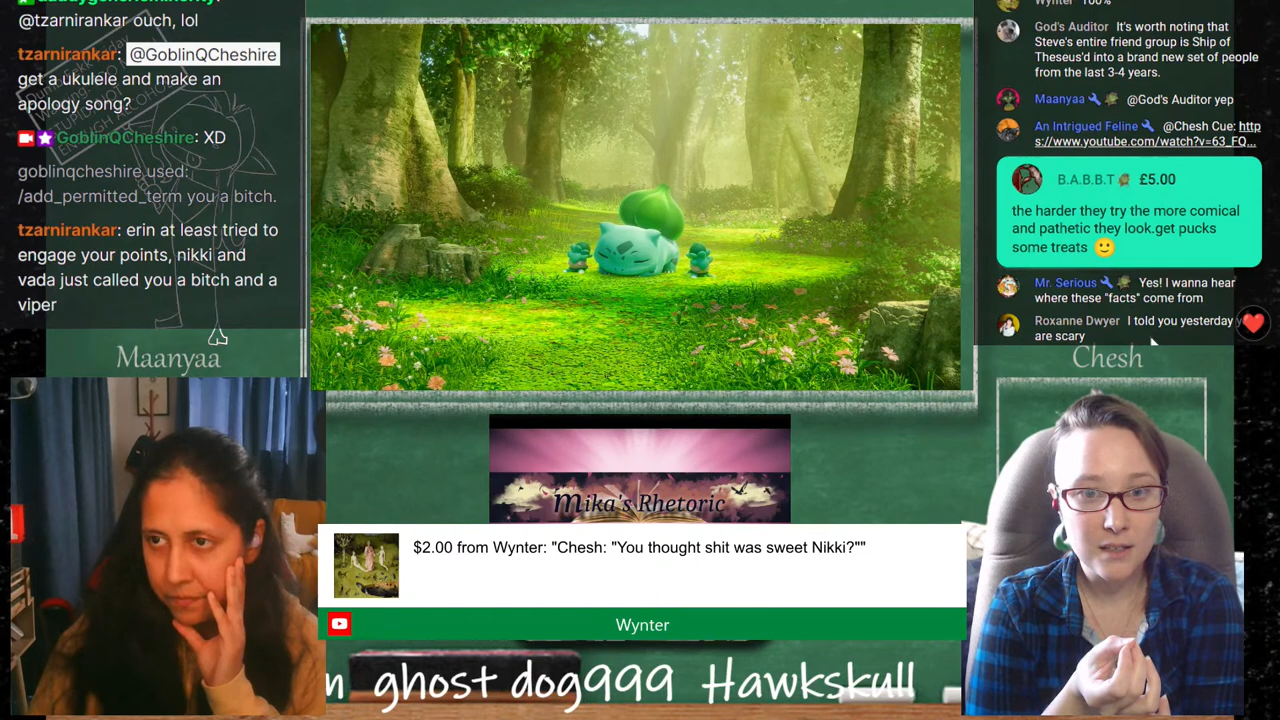 @tzarnirankar ouch, lol
tzarnirankar: @GoblinQCheshire
get a ukulele and make an
apology song?
GoblinQCheshire: XD
goblinqcheshire used:
/add_permitted_term you a bitch.
tzarnirankar: erin at least tried to
engage your points, nikki and
vada just called you a bitch and a
viper
Maanyaa
Wynter 100%
God's Auditor It's worth noting that
Steve's entire friend group is Ship of
Theseus'd into a brand new set of people
from the last 3-4 years.
Maanyaa @God's Auditor yep
An Intrigued Feline @Chesh Cue: http
s://www.youtube.com/watch?v=63_FQ...
B.A.B.B.T £5.00
the harder they try the more comical
and pathetic they look.get pucks
some treats
Mr. Serious Yes! I wanna hear
where these "facts" come from
Roxanne Dwyer I told you yesterday y
are scary
Chesh
Mika's Rhetoric
$2.00 from Wynter: "Chesh: "You thought shit was sweet Nikki?""
Wynter
n ghost dog999 Hawkskull